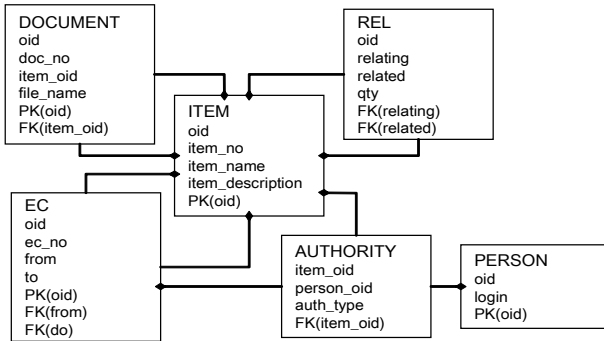 DOCUMENT
oid
doc_no
item_oid
file_name
PK(oid)
FK(item_oid)
REL
oid
relating
related
qty
FK(relating)
FK(related)
ITEM
oid
item_no
item_name
item_description
PK(oid)
EC
oid
ec_no
from
to
PK(oid)
FK(from)
FK(do)
AUTHORITY
item_oid
person_oid
auth_type
FK(item_oid)
PERSON
oid
login
PK(oid)